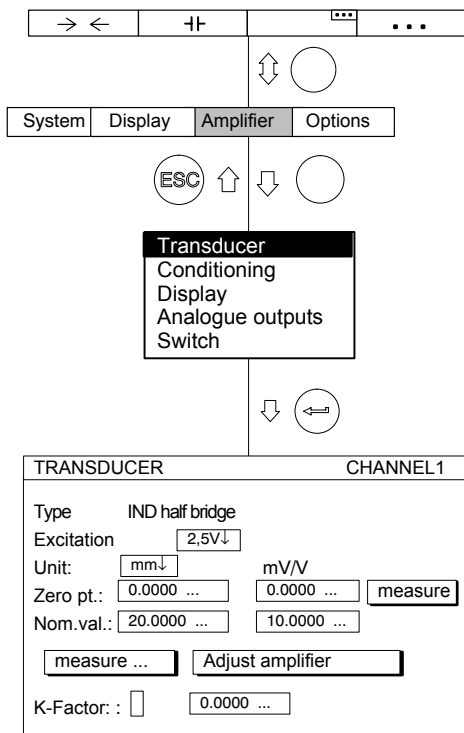 → ← ⊣⊢ ... ...
System Display Amplifier Options
ESC
Transducer
Conditioning
Display
Analogue outputs
Switch
TRANSDUCER CHANNEL1
Type IND half bridge
Excitation 2,5V↓
Unit: mm↓ mV/V
Zero pt.: 0.0000 ... 0.0000 ... measure
Nom.val.: 20.0000 ... 10.0000 ...
measure ... Adjust amplifier
K-Factor: : 0.0000 ...